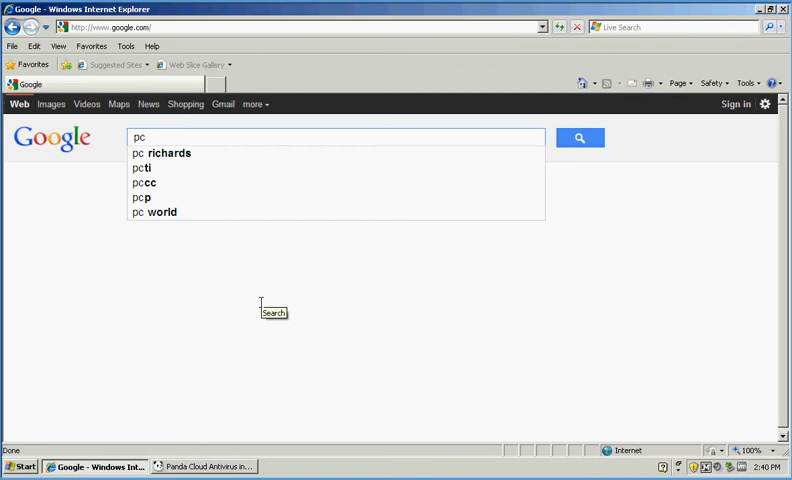 Google - Windows Internet Explorer
http://www.google.com/
Live Search
File Edit View Favorites Tools Help
Favorites Suggested Sites Web Slice Gallery
Google
Page Safety Tools
Web Images Videos Maps News Shopping Gmail more Sign in
Google
pc
pc richards
pcti
pccc
pcp
pc world
Search
Done
Internet
100%
Start
Google - Windows Int...
Panda Cloud Antivirus in...
2:40 PM